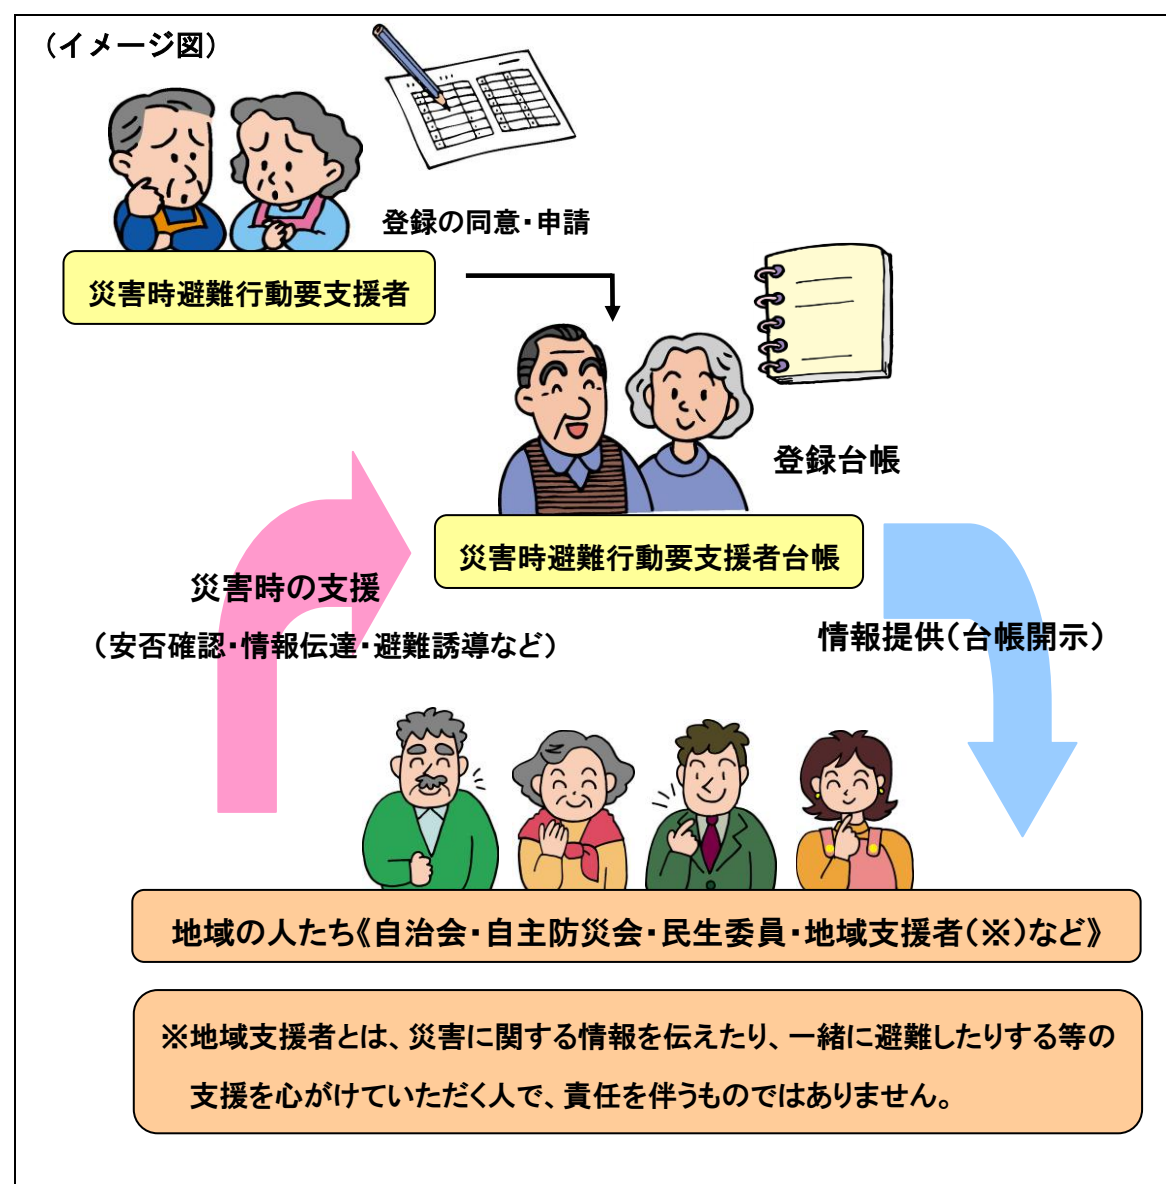 （イメージ図）
登録の同意・申請
災害時避難行動要支援者
登録台帳
災害時避難行動要支援者台帳
災害時の支援
（安否確認・情報伝達・避難誘導など）
情報提供（台帳開示）
地域の人たち《自治会・自主防災会・民生委員・地域支援者（※）など》
※地域支援者とは、災害に関する情報を伝えたり、一緒に避難したりする等の
支援を心がけていただく人で、責任を伴うものではありません。